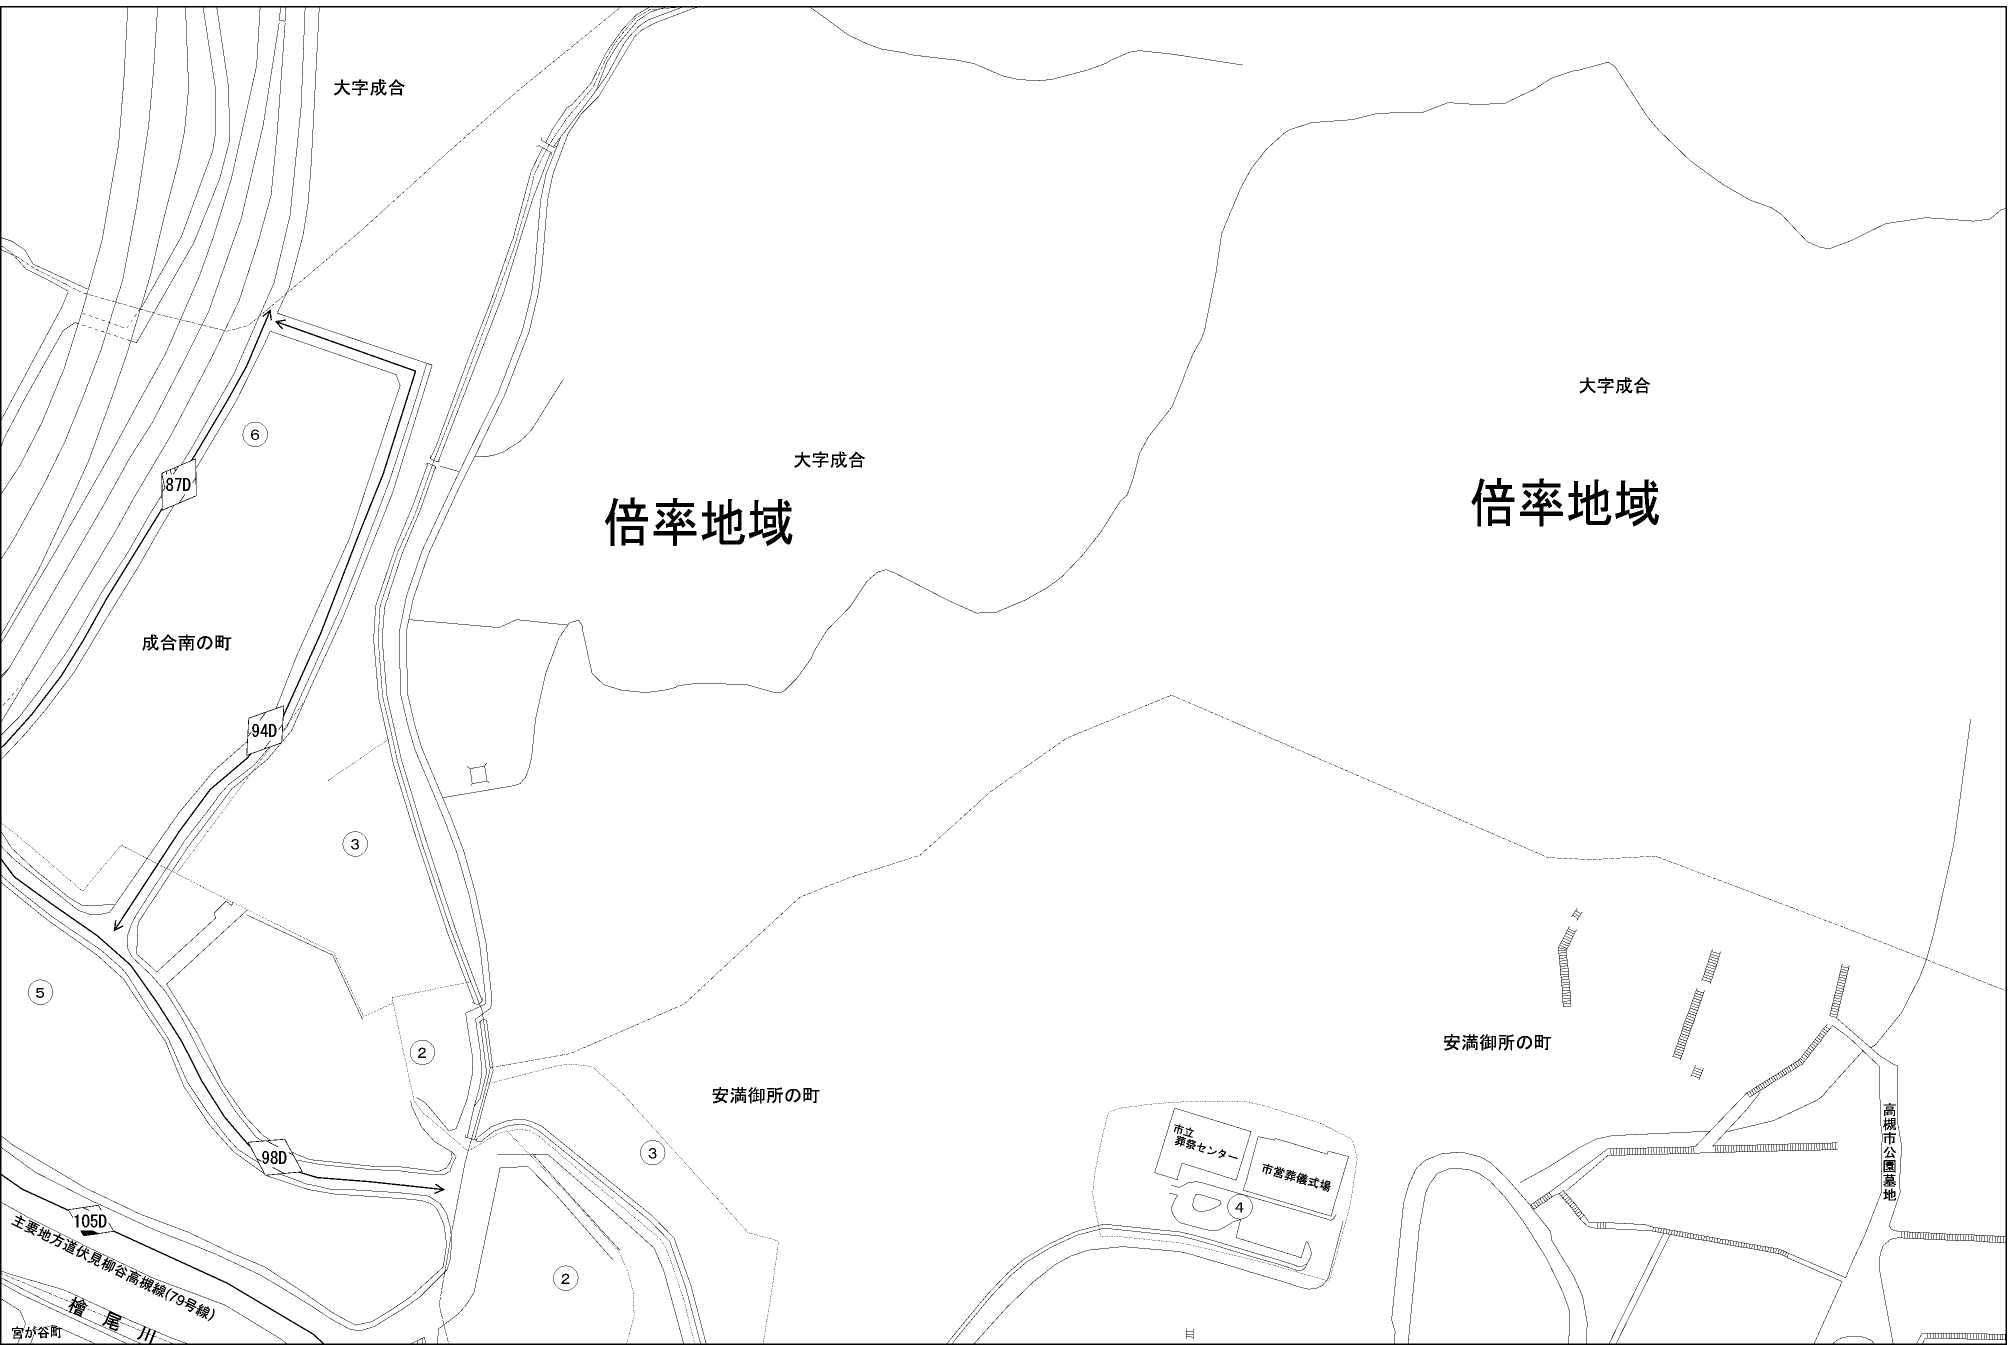 大字成合
大字成合
⑥
大字成合
87D
倍率地域
倍率地域
成合南の町
94D
③
⑤
安満御所の町
②
安満御所の町
高槻市公園墓地
市立
葬祭センター
③
98D
市営葬儀式場
④
105D
主要地方道伏見柳谷高槻線(79号線)
②
檜尾川
宮が谷町